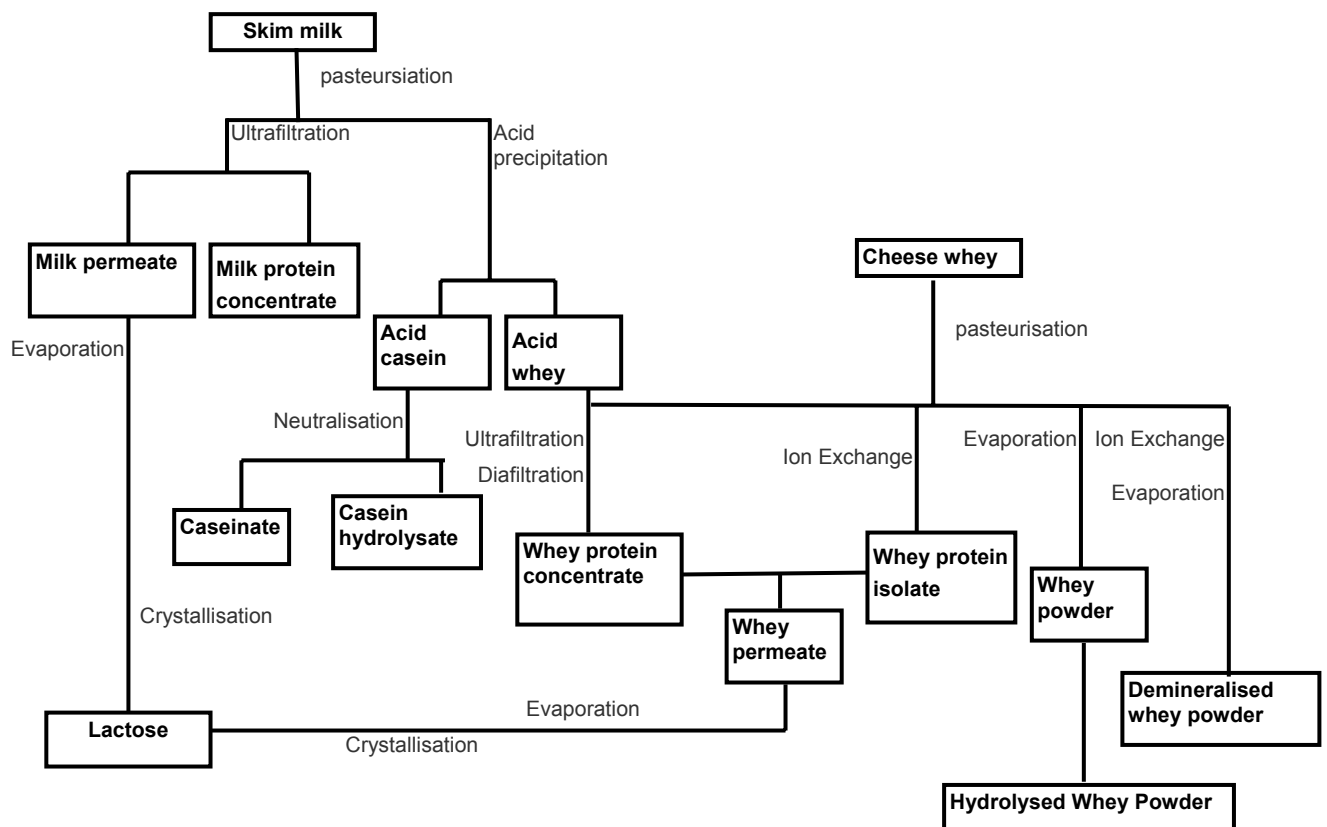 Skim milk
pasteursiation
Ultrafiltration
Acid
precipitation
Milk permeate
Milk protein
concentrate
Cheese whey
Evaporation
Acid
casein
Acid
whey
pasteurisation
Neutralisation
Ultrafiltration
Diafiltration
Ion Exchange
Evaporation
Ion Exchange
Evaporation
Caseinate
Casein
hydrolysate
Whey protein
concentrate
Whey protein
isolate
Whey
powder
Crystallisation
Whey
permeate
Demineralised
whey powder
Lactose
Evaporation
Crystallisation
Hydrolysed Whey Powder